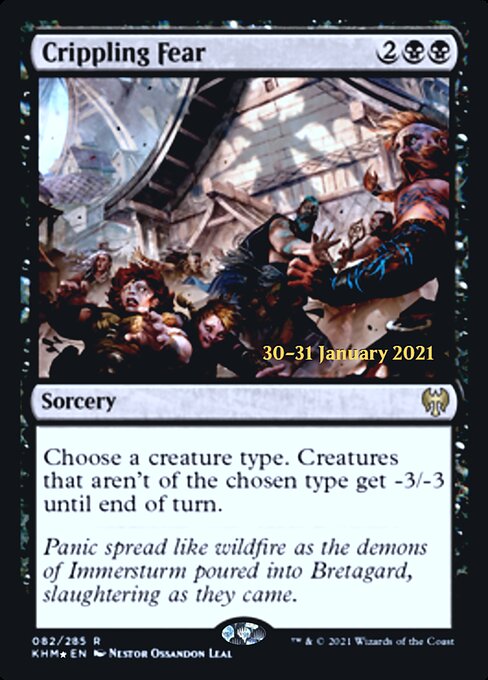 Crippling Fear 2
30–31 January 2021
Sorcery
Choose a creature type. Creatures
that aren't of the chosen type get -3/-3
until end of turn.
Panic spread like wildfire as the demons
of Immersturm poured into Bretagard,
slaughtering as they came.
082/285 R
KHM★EN Nestor Ossandon Leal
™ & © 2021 Wizards of the Coast